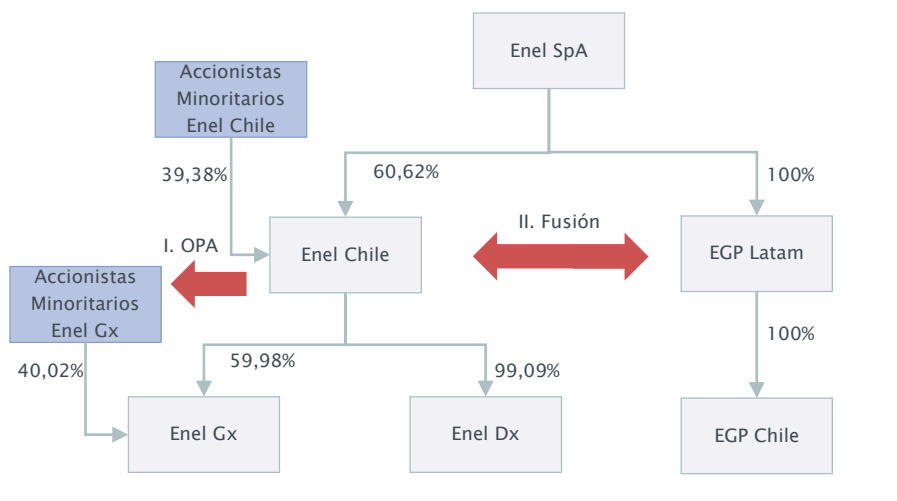 Enel SpA
Accionistas
Minoritarios
Enel Chile
39,38%
60,62%
100%
I. OPA
Enel Chile
II. Fusión
EGP Latam
Accionistas
Minoritarios
Enel Gx
40,02%
59,98%
99,09%
100%
Enel Gx
Enel Dx
EGP Chile